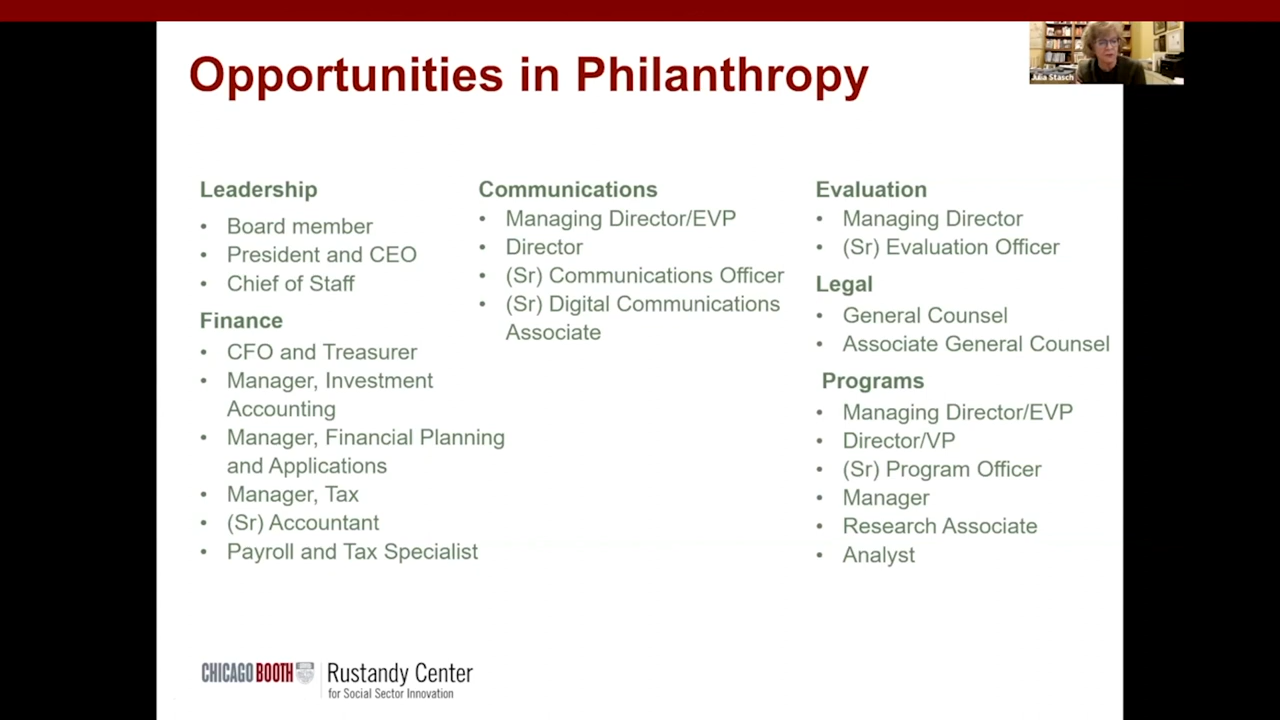 Opportunities in Philanthropy
Julia Stasch
Leadership
• Board member
• President and CEO
• Chief of Staff
Finance
• CFO and Treasurer
• Manager, Investment
Accounting
• Manager, Financial Planning
and Applications
• Manager, Tax
• (Sr) Accountant
• Payroll and Tax Specialist
Communications
• Managing Director/EVP
• Director
• (Sr) Communications Officer
• (Sr) Digital Communications
Associate
Evaluation
• Managing Director
• (Sr) Evaluation Officer
Legal
• General Counsel
• Associate General Counsel
Programs
• Managing Director/EVP
• Director/VP
• (Sr) Program Officer
• Manager
• Research Associate
• Analyst
CHICAGO BOOTH
Rustandy Center
for Social Sector Innovation